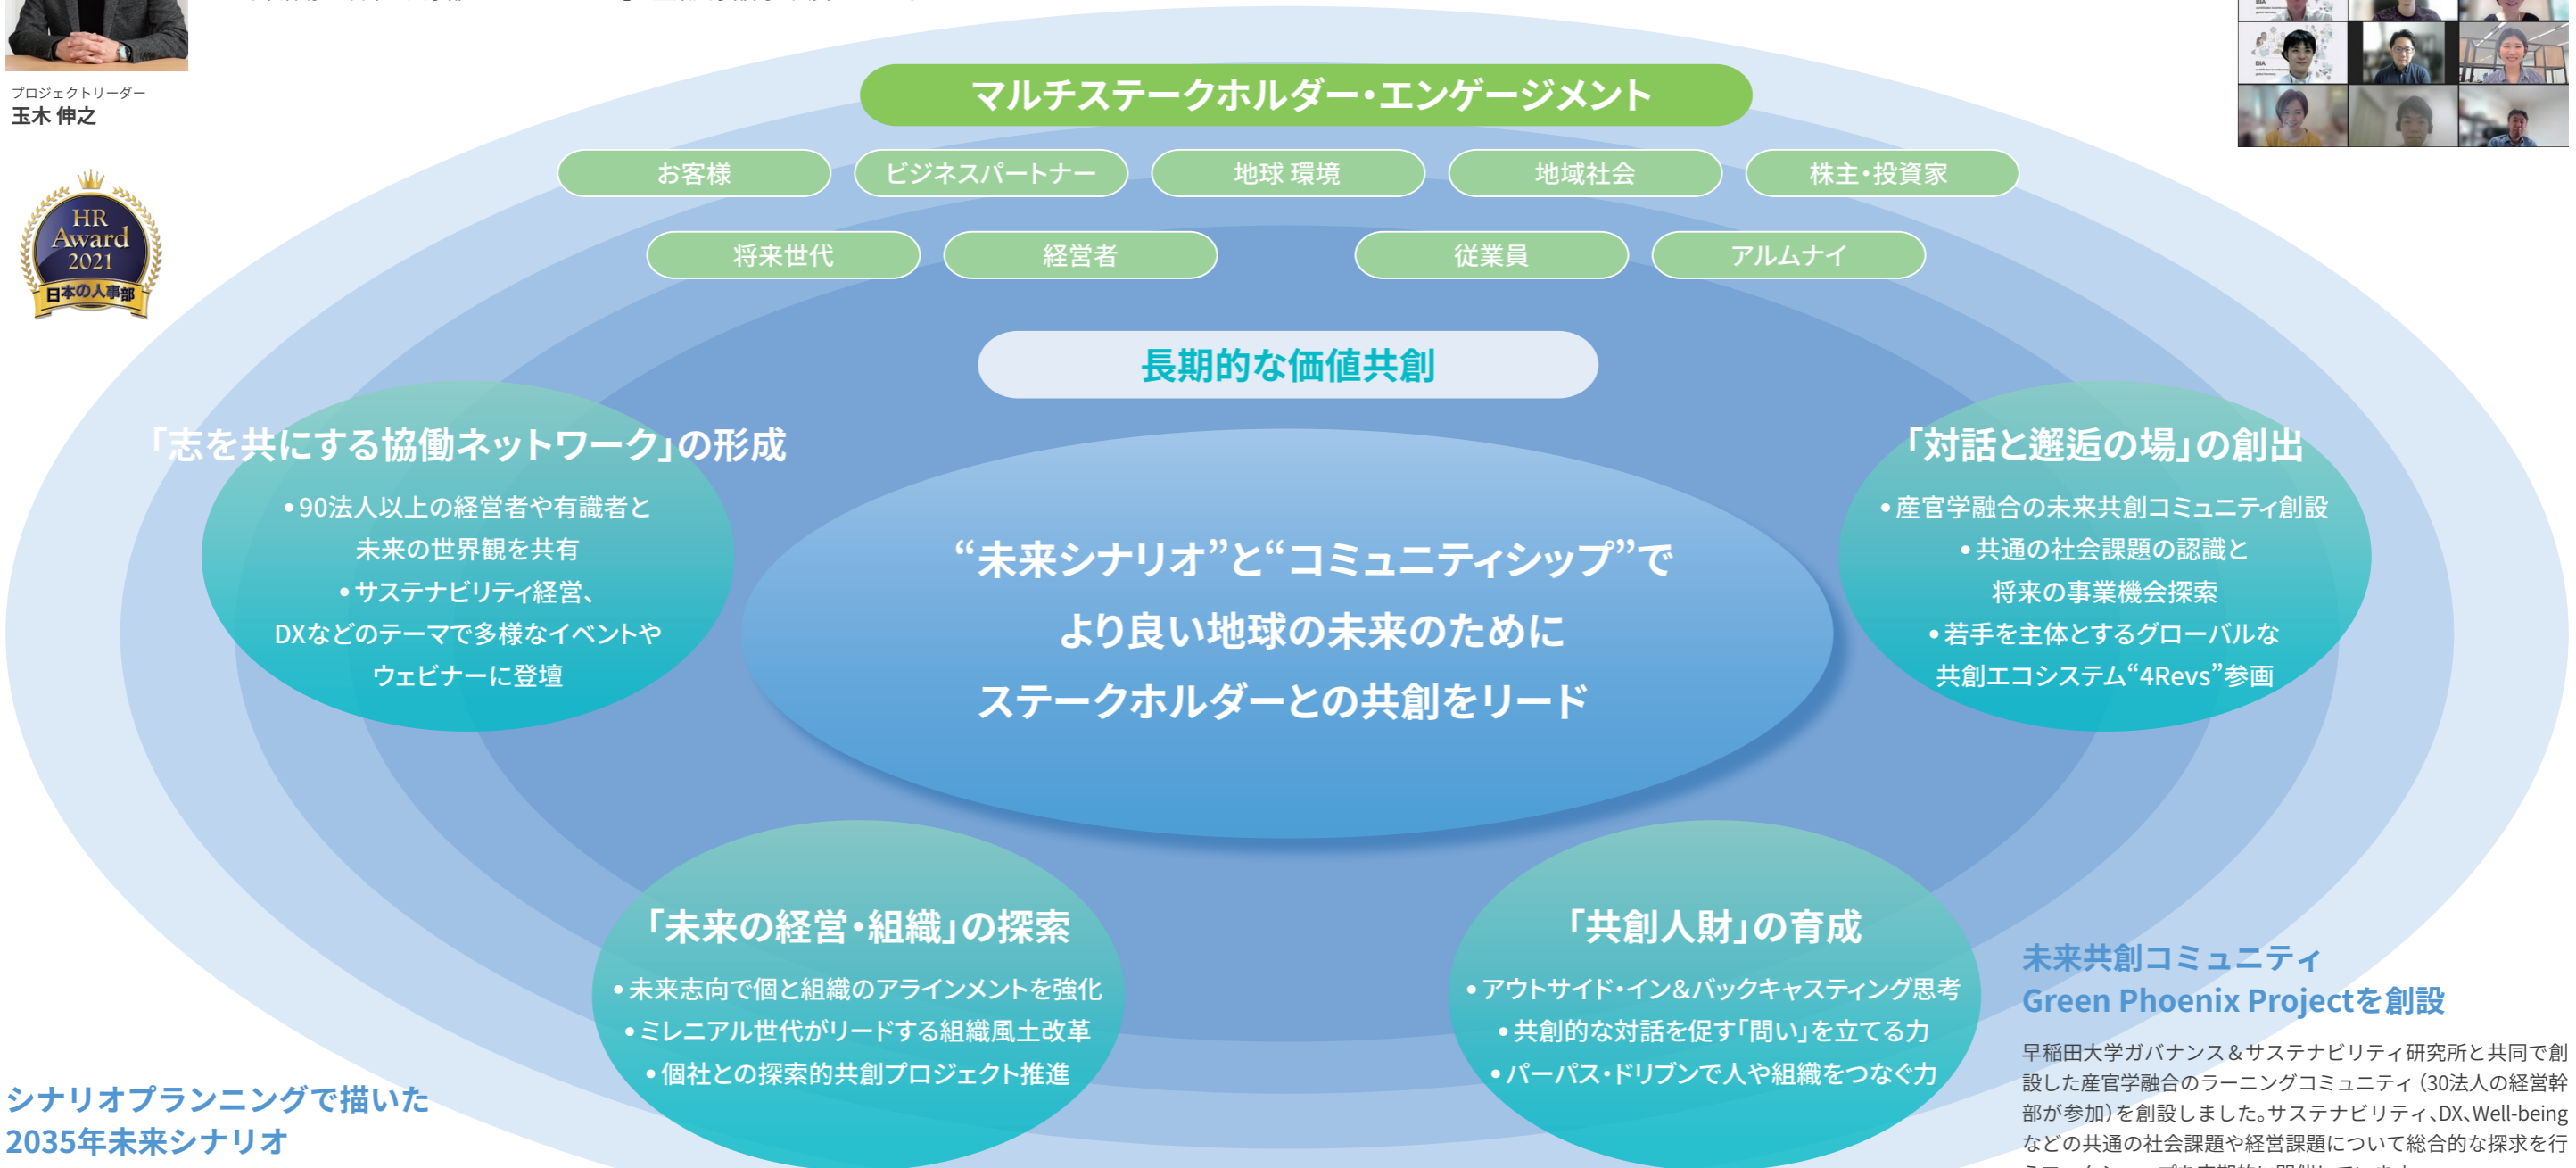 プロジェクトリーダー
玉木 伸之
HR
Award
2021
日本の人事部
マルチステークホルダー・エンゲージメント
お客様
ビジネスパートナー
地球 環境
地域社会
株主・投資家
将来世代
経営者
従業員
アルムナイ
長期的な価値共創
「志を共にする協働ネットワーク」の形成
•90法人以上の経営者や有識者と
未来の世界観を共有
•サステナビリティ経営、
DXなどのテーマで多様なイベントや
ウェビナーに登壇
“未来シナリオ”と“コミュニティシップ”で
より良い地球の未来のために
ステークホルダーとの共創をリード
「対話と邂逅の場」の創出
•産官学融合の未来共創コミュニティ創設
•共通の社会課題の認識と
将来の事業機会探索
•若手を主体とするグローバルな
共創エコシステム“4Revs”参画
「未来の経営・組織」の探索
•未来志向で個と組織のアラインメントを強化
•ミレニアル世代がリードする組織風土改革
•個社との探索的共創プロジェクト推進
「共創人財」の育成
•アウトサイド・イン&バックキャスティング思考
•共創的な対話を促す「問い」を立てる力
•パーパス・ドリブンで人や組織をつなぐ力
シナリオプランニングで描いた
2035年未来シナリオ
未来共創コミュニティ
Green Phoenix Projectを創設
早稲田大学ガバナンス&サステナビリティ研究所と共同で創
設した産官学融合のラーニングコミュニティ(30法人の経営幹
部が参加)を創設しました。サステナビリティ、DX、Well-being
などの共通の社会課題や経営課題について総合的な探求を行